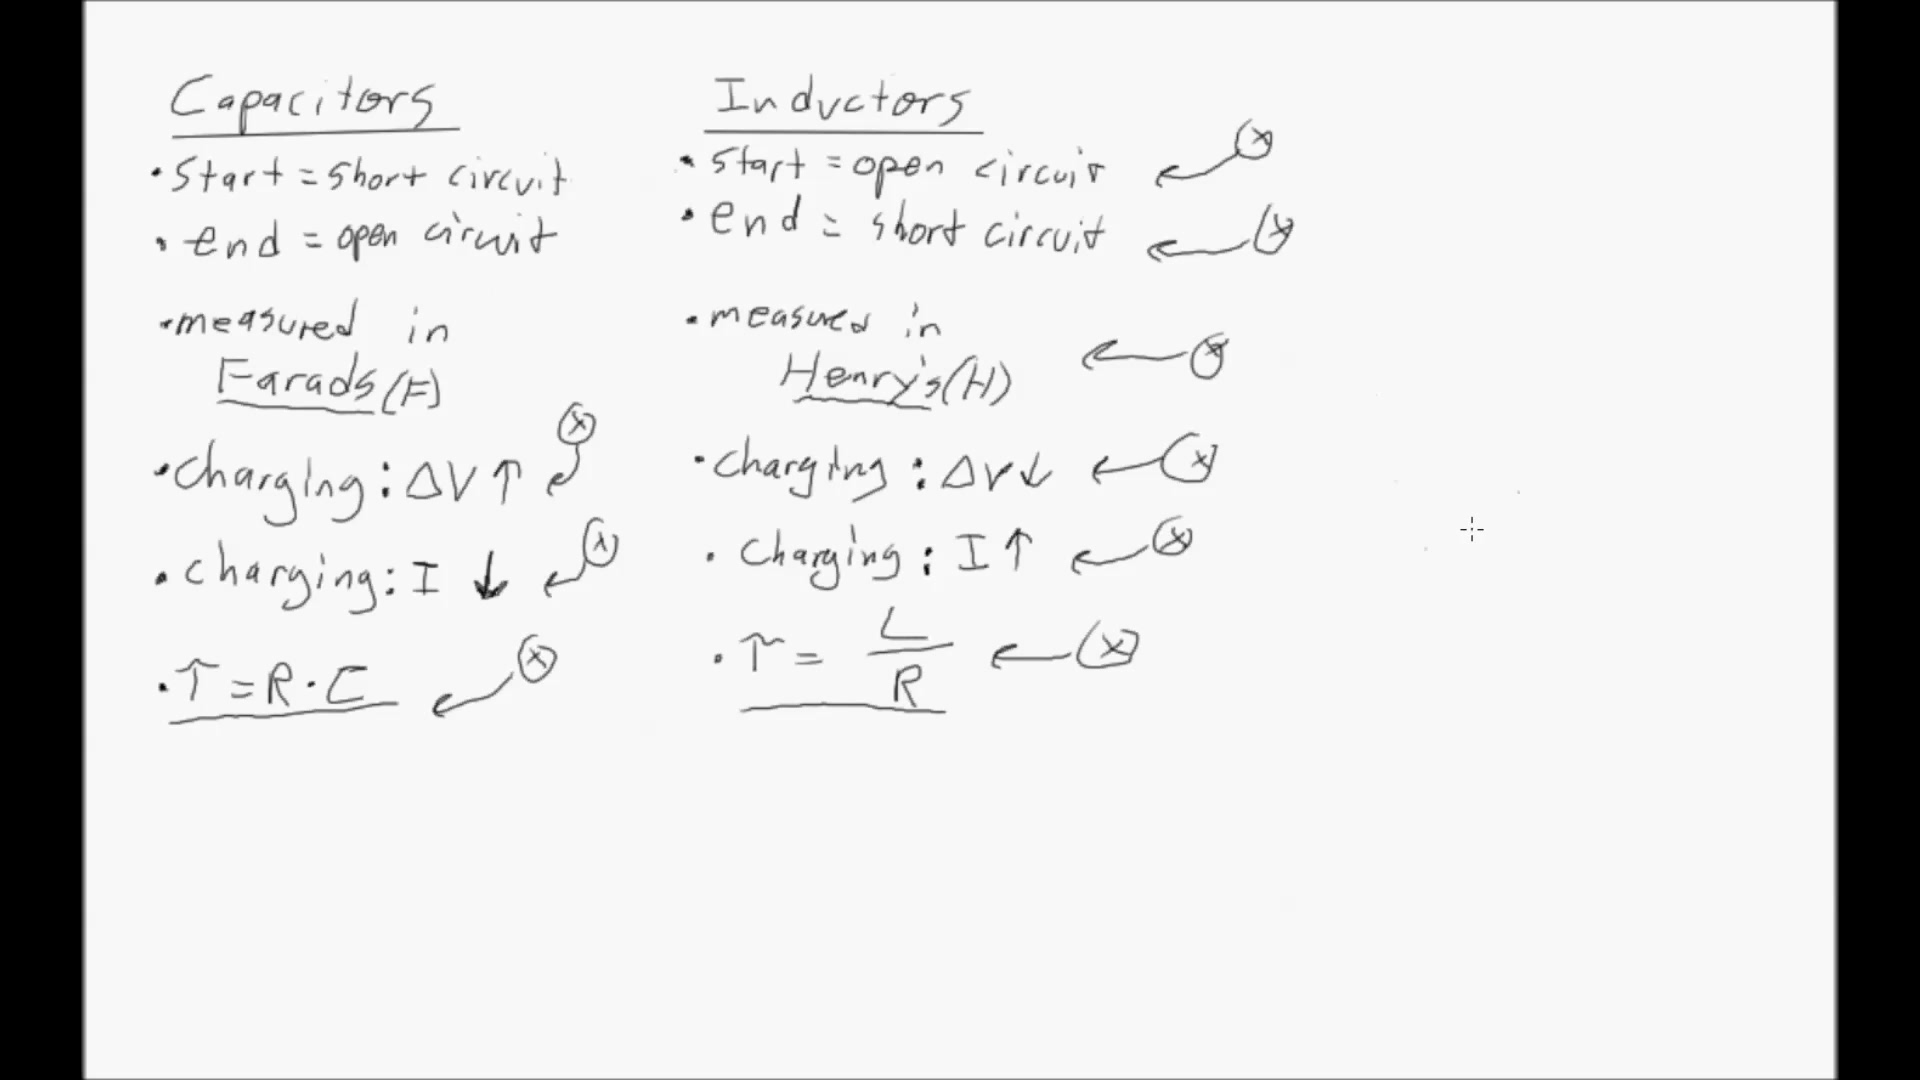 Capacitors
• Start = short circuit
• end = open circuit
• measured in
Farads (F)
• Charging : ΔV ↑
• charging : I ↓
• τ = R · C
Inductors
• start = open circuit
• end = short circuit
• measured in
Henry's (H)
• charging : ΔV ↓
• Charging : I ↑
• τ = L
R